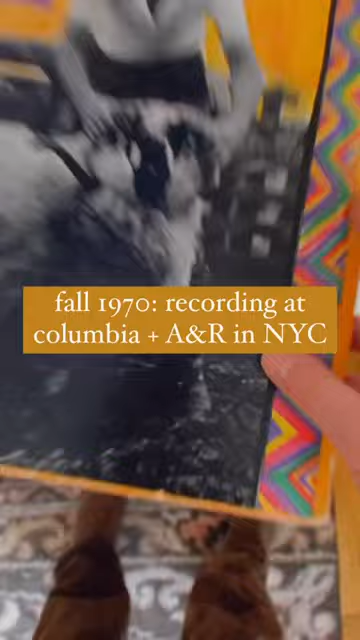 fall 1970: recording at
columbia + A&R in NYC